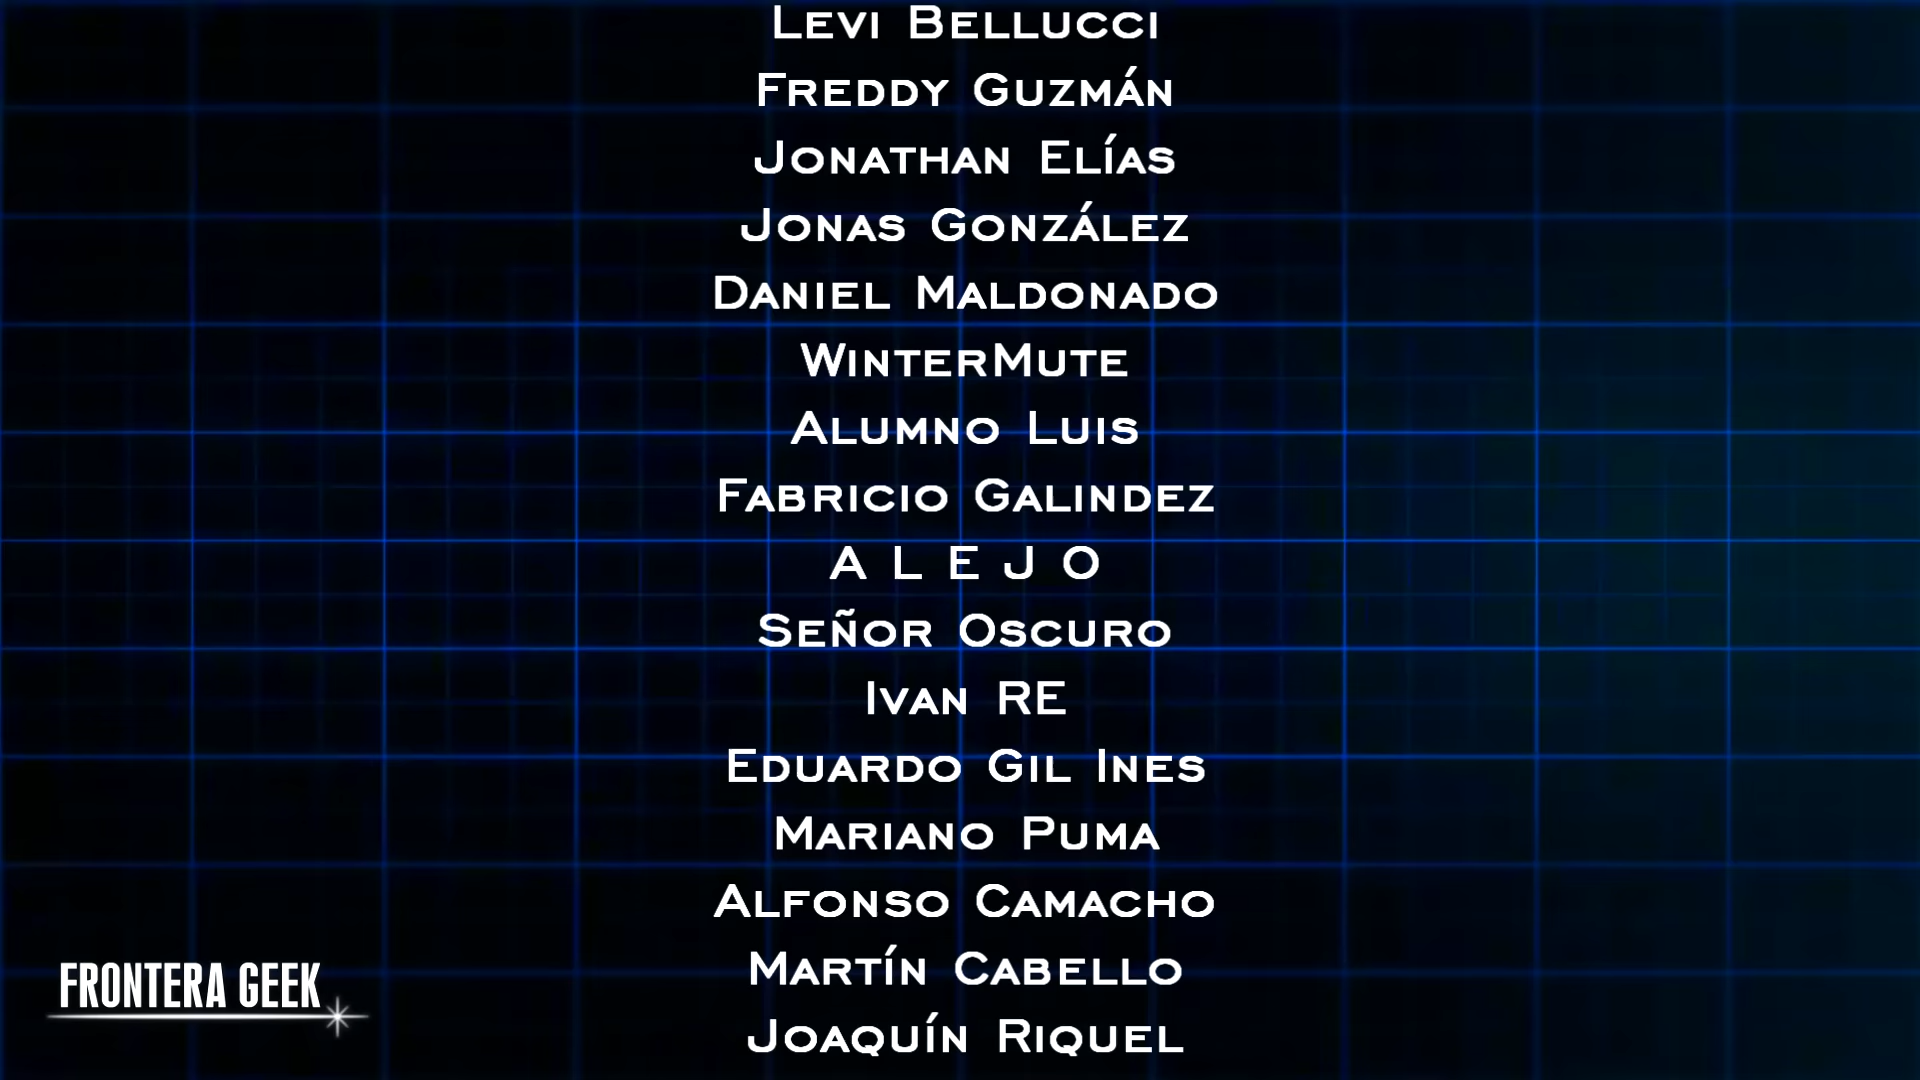 Levi Bellucci
Freddy Guzmán
Jonathan Elías
Jonas González
Daniel Maldonado
WinterMute
Alumno Luis
Fabricio Galindez
A L E J O
Señor Oscuro
Ivan RE
Eduardo Gil Ines
Mariano Puma
Alfonso Camacho
Martín Cabello
FRONTERA GEEK
Joaquín Riquel